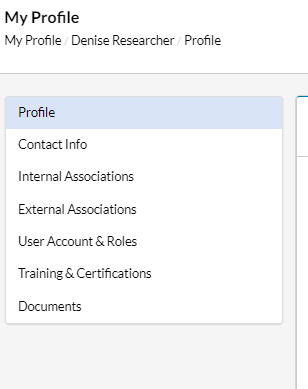 My Profile
My Profile / Denise Researcher / Profile
Profile
Contact Info
Internal Associations
External Associations
User Account & Roles
Training & Certifications
Documents